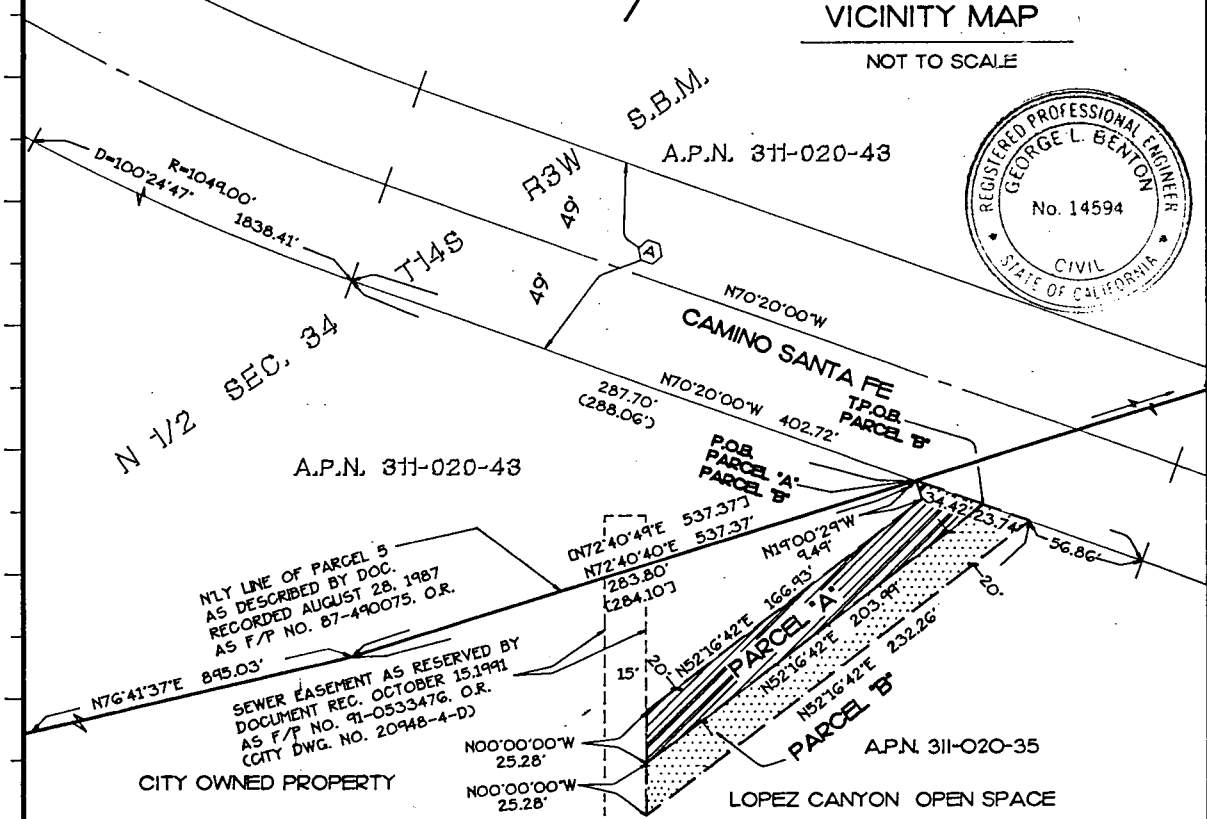 VICINITY MAP
NOT TO SCALE
S.B.M.
A.P.N. 311-020-43
REGISTERED PROFESSIONAL ENGINEER
GEORGE L. BENTON
No. 14594
CIVIL
STATE OF CALIFORNIA
R3W
49'
A
R=1049.00'
D=100°24'47"
1838.41'
T14S
49'
N70°20'00"W
CAMINO SANTA FE
N 1/2 SEC. 34
N70°20'00"W 402.72'
287.70'
(288.06')
T.P.O.B.
PARCEL "B"
P.O.B.
PARCEL "A"
PARCEL "B"
A.P.N. 311-020-43
34.42'
23.74'
56.86'
[N72°40'49"E 537.37']
N72°40'40"E 537.37'
283.80'
[284.10']
N19°00'29"W
9.49'
20'
N'LY LINE OF PARCEL 5
AS DESCRIBED BY DOC.
RECORDED AUGUST 28, 1987
AS F/P NO. 87-490075, O.R.
N76°41'37"E 895.03'
SEWER EASEMENT AS RESERVED BY
DOCUMENT REC. OCTOBER 15,1991
AS F/P NO. 91-0533476, O.R.
(CITY DWG. NO. 20948-4-D)
15'
20'
N52°16'42"E 166.93'
PARCEL "A"
N52°16'42"E 203.99'
N52°16'42"E 232.26'
PARCEL "B"
N00°00'00"W
25.28'
A.P.N. 311-020-35
CITY OWNED PROPERTY
N00°00'00"W
25.28'
LOPEZ CANYON OPEN SPACE